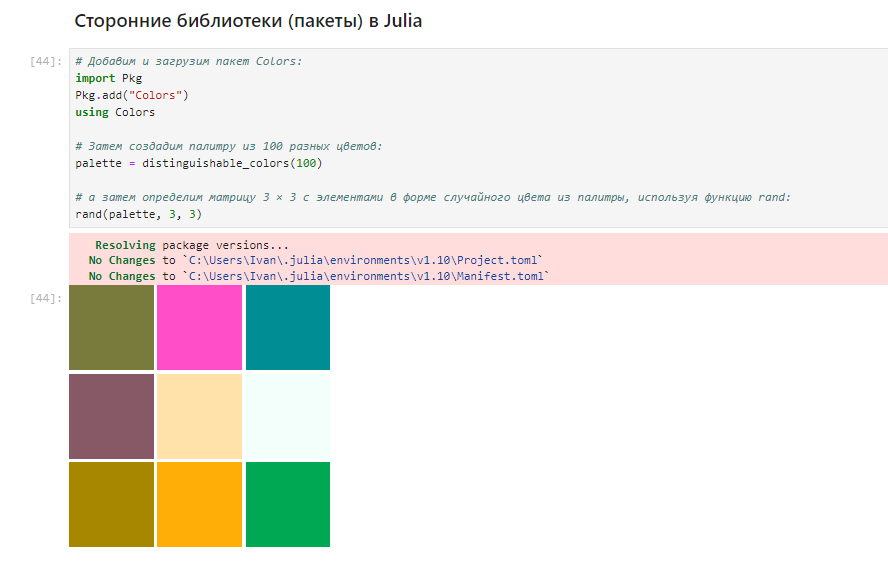 Сторонние библиотеки (пакеты) в Julia
[44]:
# Добавим и загрузим пакет Colors:
import Pkg
Pkg.add("Colors")
using Colors
# Затем создадим палитру из 100 разных цветов:
palette = distinguishable_colors(100)
# а затем определим матрицу 3 × 3 с элементами в форме случайного цвета из палитры, используя функцию rand:
rand(palette, 3, 3)
Resolving package versions...
No Changes to `C:\Users\Ivan\.julia\environments\v1.10\Project.toml`
No Changes to `C:\Users\Ivan\.julia\environments\v1.10\Manifest.toml`
[44]: